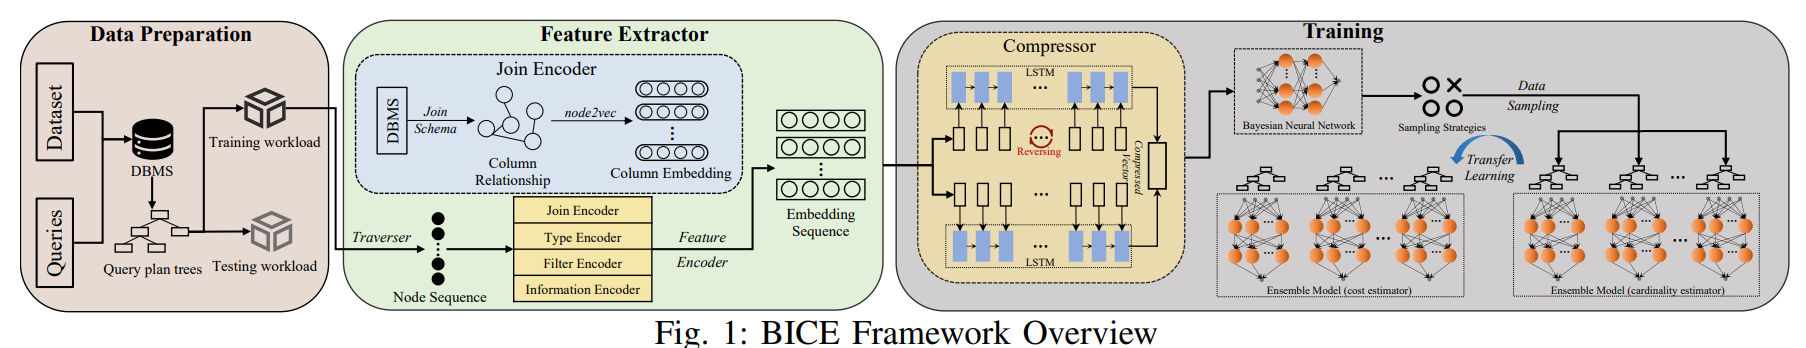 Data Preparation
Dataset
Queries
DBMS
Query plan trees
Training workload
Testing workload
Feature Extractor
Join Encoder
DBMS
Join
Schema
Column
Relationship
node2vec
Column Embedding
Traverser
Node Sequence
Join Encoder
Type Encoder
Filter Encoder
Information Encoder
Feature
Encoder
Embedding
Sequence
Training
Compressor
LSTM
Reversing
LSTM
Compressed
Vector
Bayesian Neural Network
Sampling Strategies
Data
Sampling
Transfer
Learning
Ensemble Model (cost estimator)
Ensemble Model (cardinality estimator)
Fig. 1: BICE Framework Overview